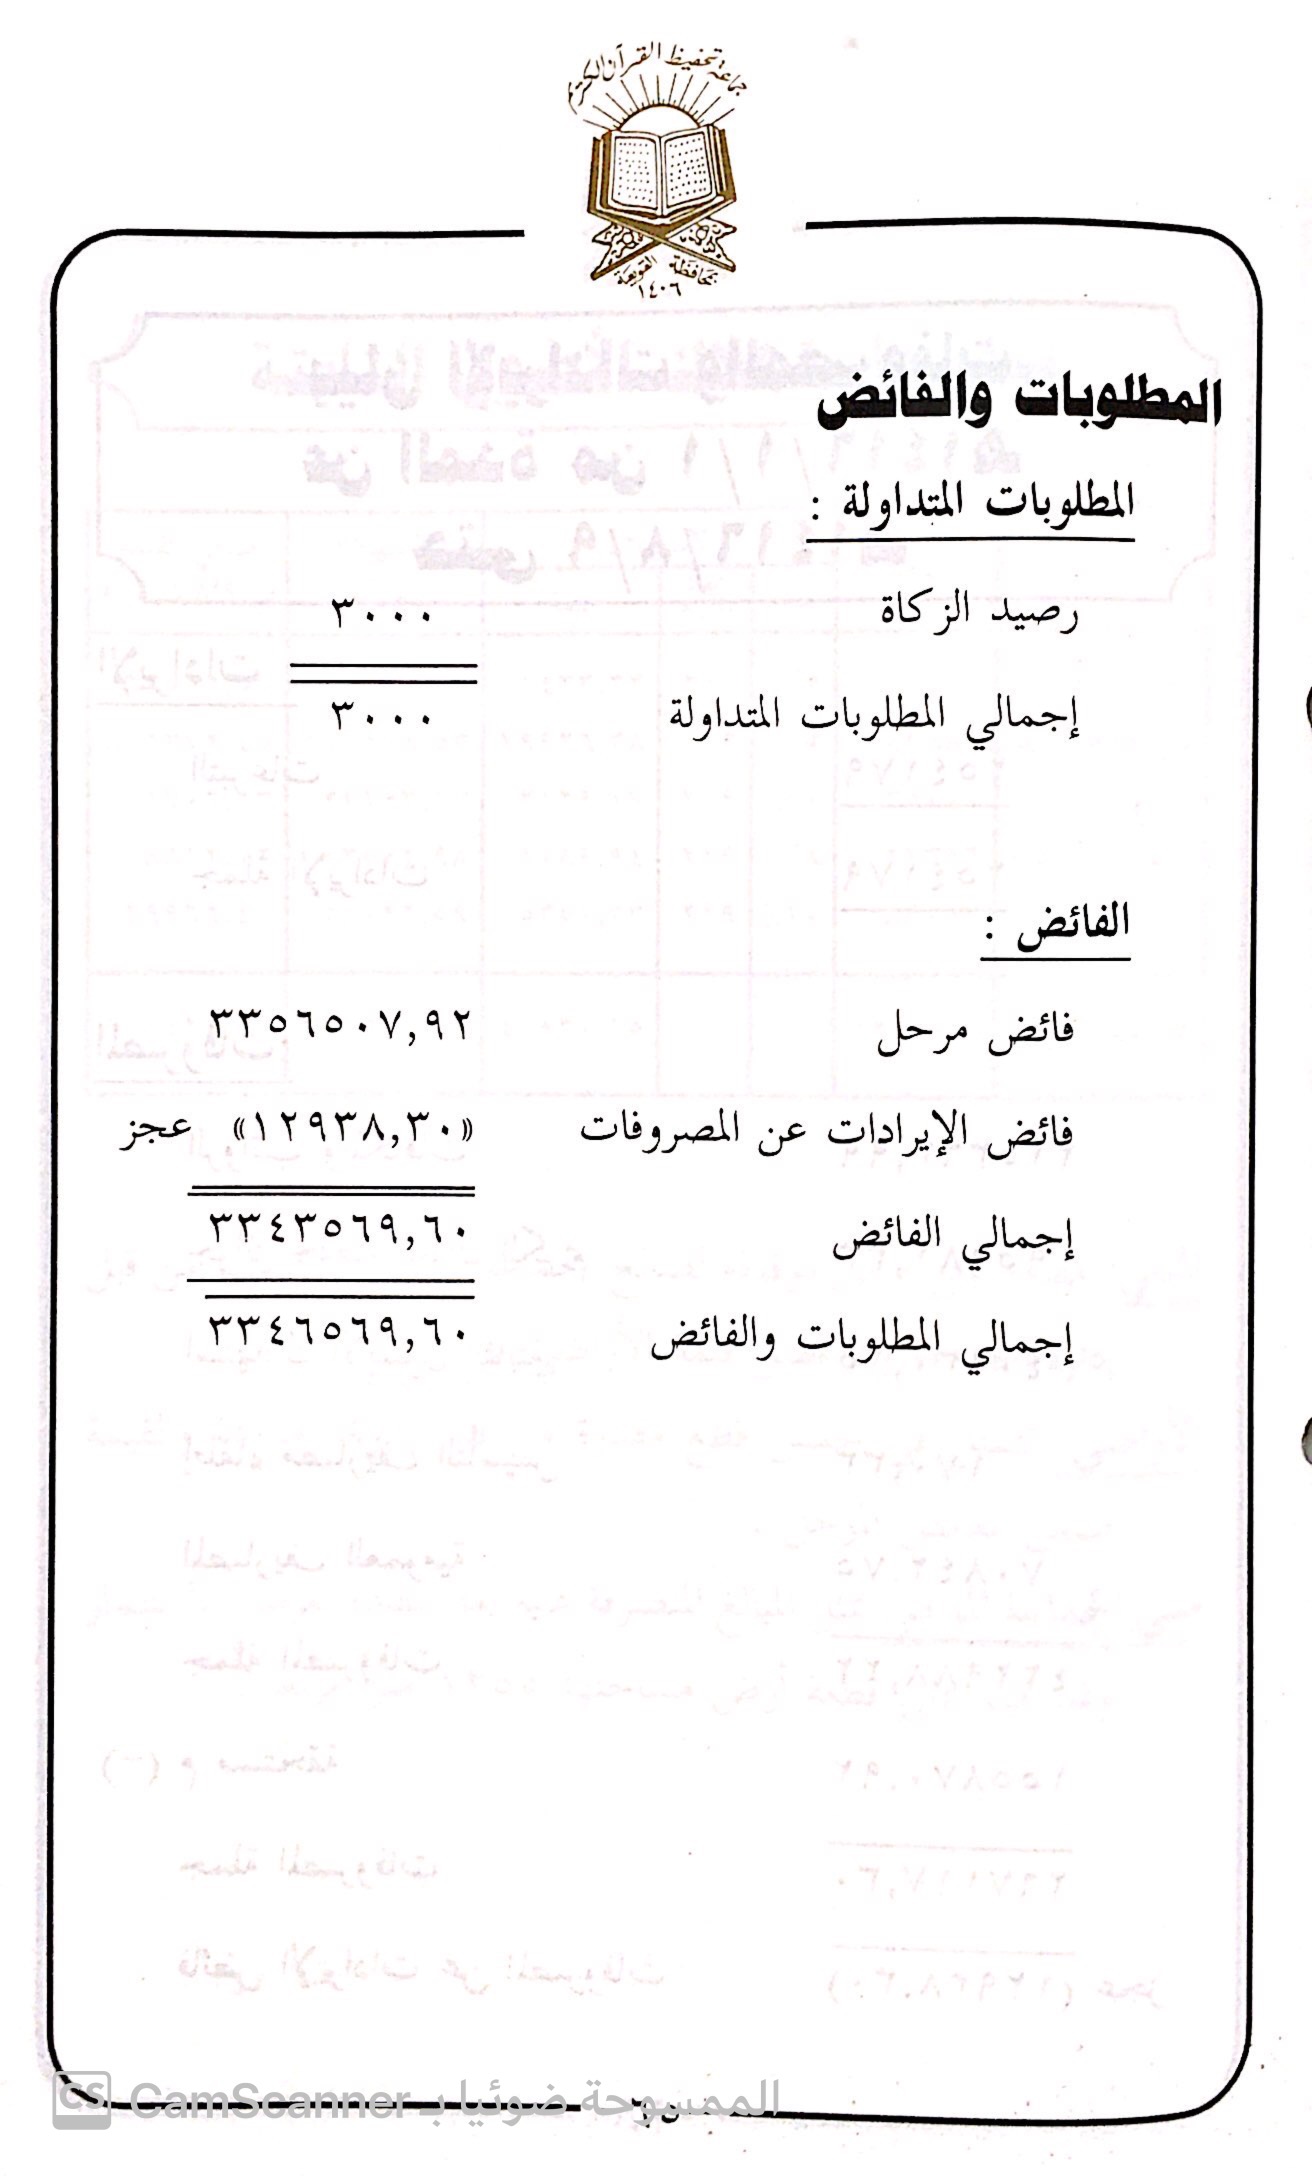 جماعة تحفيظ القرآن الكريم
بمحافظة القويعية
١٤٠٦
المطلوبات والفائض
المطلوبات المتداولة :
رصيد الزكاة ٣٠٠٠
إجمالي المطلوبات المتداولة ٣٠٠٠
الفائض :
فائض مرحل ٣٣٥٦٥٠٧,٩٢
فائض الإيرادات عن المصروفات «١٢٩٣٨,٣٠» عجز
إجمالي الفائض ٣٣٤٣٥٦٩,٦٠
إجمالي المطلوبات والفائض ٣٣٤٦٥٦٩,٦٠
الممسوحة ضوئيا بـ CamScanner
CS